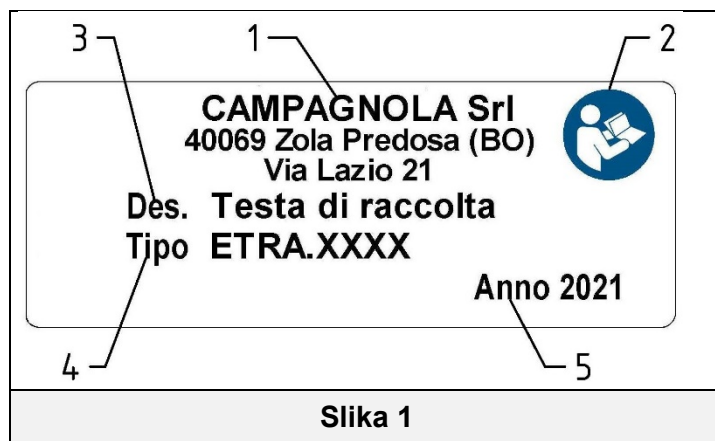 3 1 2
CAMPAGNOLA Srl
40069 Zola Predosa (BO)
Via Lazio 21
Des. Testa di raccolta
Tipo ETRA.XXXX
Anno 2021
4 5
Slika 1